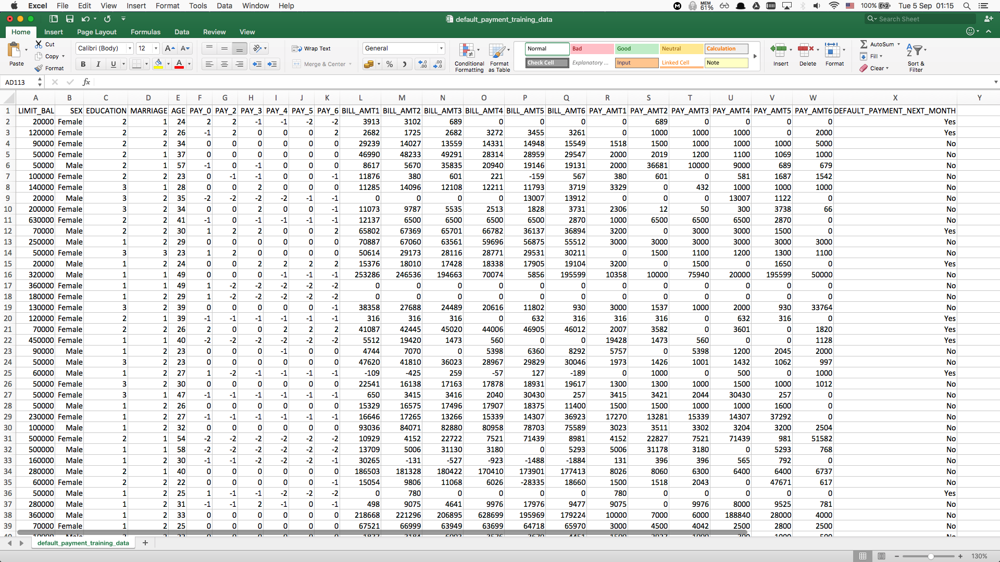 Excel File Edit View Insert Format Tools Data Window Help MEM 61% 100% Tue 5 Sep 01:15
default_payment_training_data Search Sheet
Home Insert Page Layout Formulas Data Review View
Paste Cut Copy Format Calibri (Body) 12 A A Wrap Text General Conditional Formatting Format as Table Normal Bad Good Neutral Calculation Insert Delete Format AutoSum Fill Clear Sort & Filter
B I U A Merge & Center % Check Cell Explanatory ... Input Linked Cell Note
AD113 fx
A B C D E F G H I J K L M N O P Q R S T U V W X Y
1 LIMIT_BAL SEX EDUCATION MARRIAGE AGE PAY_0 PAY_2 PAY_3 PAY_4 PAY_5 PAY_6 BILL_AMT1 BILL_AMT2 BILL_AMT3 BILL_AMT4 BILL_AMT5 BILL_AMT6 PAY_AMT1 PAY_AMT2 PAY_AMT3 PAY_AMT4 PAY_AMT5 PAY_AMT6 DEFAULT_PAYMENT_NEXT_MONTH
2 20000 Female 2 1 24 2 2 -1 -1 -2 -2 3913 3102 689 0 0 0 0 689 0 0 0 0 Yes
3 120000 Female 2 2 26 -1 2 0 0 0 2 2682 1725 2682 3272 3455 3261 0 1000 1000 1000 0 2000 Yes
4 90000 Female 2 2 34 0 0 0 0 0 0 29239 14027 13559 14331 14948 15549 1518 1500 1000 1000 1000 5000 No
5 50000 Female 2 1 37 0 0 0 0 0 0 46990 48233 49291 28314 28959 29547 2000 2019 1200 1100 1069 1000 No
6 50000 Male 2 1 57 -1 0 -1 0 0 0 8617 5670 35835 20940 19146 19131 2000 36681 10000 9000 689 679 No
7 100000 Female 2 2 23 0 -1 -1 0 0 -1 11876 380 601 221 -159 567 380 601 0 581 1687 1542 No
8 140000 Female 3 1 28 0 0 2 0 0 0 11285 14096 12108 12211 11793 3719 3329 0 432 1000 1000 1000 No
9 20000 Male 3 2 35 -2 -2 -2 -2 -1 -1 0 0 0 0 13007 13912 0 0 0 13007 1122 0 No
10 200000 Female 3 2 34 0 0 2 0 0 -1 11073 9787 5535 2513 1828 3731 2306 12 50 300 3738 66 No
11 630000 Female 2 2 41 -1 0 -1 -1 -1 -1 12137 6500 6500 6500 6500 2870 1000 6500 6500 6500 2870 0 No
12 70000 Male 2 2 30 1 2 2 0 0 2 65802 67369 65701 66782 36137 36894 3200 0 3000 3000 1500 0 Yes
13 250000 Male 1 2 29 0 0 0 0 0 0 70887 67060 63561 59696 56875 55512 3000 3000 3000 3000 3000 3000 No
14 50000 Female 3 3 23 1 2 0 0 0 0 50614 29173 28116 28771 29531 30211 0 1500 1100 1200 1300 1100 No
15 20000 Male 1 2 24 0 0 2 2 2 2 15376 18010 17428 18338 17905 19104 3200 0 1500 0 1650 0 Yes
16 320000 Male 1 1 49 0 0 0 -1 -1 -1 253286 246536 194663 70074 5856 195599 10358 10000 75940 20000 195599 50000 No
17 360000 Female 1 1 49 1 -2 -2 -2 -2 -2 0 0 0 0 0 0 0 0 0 0 0 0 No
18 180000 Female 1 2 29 1 -2 -2 -2 -2 -2 0 0 0 0 0 0 0 0 0 0 0 0 No
19 130000 Female 3 2 39 0 0 0 0 0 -1 38358 27688 24489 20616 11802 930 3000 1537 1000 2000 930 33764 No
20 120000 Female 2 1 39 -1 -1 -1 -1 -1 -1 316 316 316 0 632 316 316 316 0 632 316 0 Yes
21 70000 Female 2 2 26 2 0 0 2 2 2 41087 42445 45020 44006 46905 46012 2007 3582 0 3601 0 1820 Yes
22 450000 Female 1 1 40 -2 -2 -2 -2 -2 -2 5512 19420 1473 560 0 0 19428 1473 560 0 0 1128 Yes
23 90000 Male 1 2 23 0 0 0 -1 0 0 4744 7070 0 5398 6360 8292 5757 0 5398 1200 2045 2000 No
24 50000 Male 3 2 23 0 0 0 0 0 0 47620 41810 36023 28967 29829 30046 1973 1426 1001 1432 1062 997 No
25 60000 Male 1 2 27 1 -2 -1 -1 -1 -1 -109 -425 259 -57 127 -189 0 1000 0 500 0 1000 Yes
26 50000 Female 3 2 30 0 0 0 0 0 0 22541 16138 17163 17878 18931 19617 1300 1300 1000 1500 1000 1012 No
27 50000 Female 3 1 47 -1 -1 -1 -1 -1 -1 650 3415 3416 2040 30430 257 3415 3421 2044 30430 257 0 No
28 50000 Male 1 2 26 0 0 0 0 0 0 15329 16575 17496 17907 18375 11400 1500 1500 1000 1000 1600 0 No
29 230000 Female 1 2 27 -1 -1 -1 -1 -1 -1 16646 17265 13266 15339 14307 36923 17270 13281 15339 14307 37292 0 No
30 100000 Male 1 2 32 0 0 0 0 0 0 93036 84071 82880 80958 78703 75589 3023 3511 3302 3204 3200 2504 No
31 500000 Female 2 1 54 -2 -2 -2 -2 -2 -2 10929 4152 22722 7521 71439 8981 4152 22827 7521 71439 981 51582 No
32 500000 Male 1 1 58 -2 -2 -2 -2 -2 -2 13709 5006 31130 3180 0 5293 5006 31178 3180 0 5293 768 No
33 160000 Male 1 2 30 -1 -1 -2 -2 -2 -1 30265 -131 -527 -923 -1488 -1884 131 396 396 565 792 0 No
34 280000 Male 2 1 40 0 0 0 0 0 0 186503 181328 180422 170410 173901 177413 8026 8060 6300 6400 6400 6737 No
35 60000 Female 2 2 22 0 0 0 0 0 -1 15054 9806 11068 6026 -28335 18660 1500 1518 2043 0 47671 617 No
36 50000 Male 1 2 25 1 -1 -1 -2 -2 -2 0 780 0 0 0 0 780 0 0 0 0 0 Yes
37 280000 Male 1 2 31 -1 -1 2 -1 0 -1 498 9075 4641 9976 17976 9477 9075 0 9976 8000 9525 781 No
38 360000 Male 1 2 33 0 0 0 0 0 0 218668 221296 206895 628699 195969 179224 10000 7000 6000 188840 28000 4000 No
39 70000 Female 1 2 25 0 0 0 0 0 0 67521 66999 63949 63699 64718 65970 3000 4500 4042 2500 2800 2500 No
default_payment_training_data +
130%